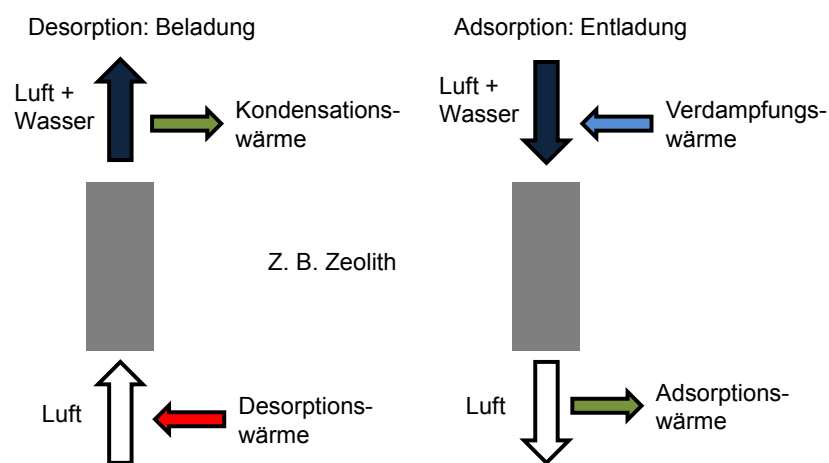 Desorption: Beladung
Luft +
Wasser
Kondensations-
wärme
Luft
Desorptions-
wärme
Z. B. Zeolith
Adsorption: Entladung
Luft +
Wasser
Verdampfungs-
wärme
Luft
Adsorptions-
wärme